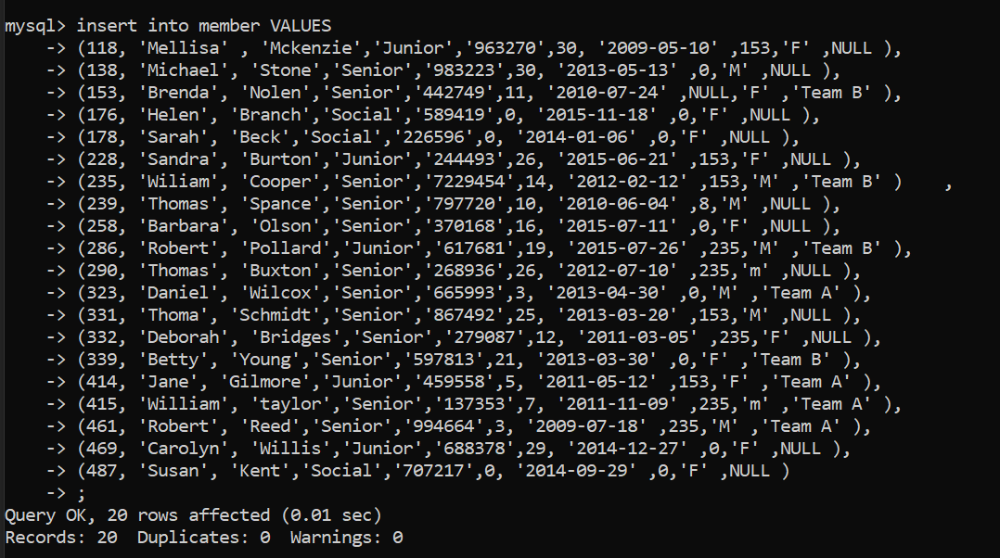 mysql> insert into member VALUES
    -> (118, 'Mellisa' , 'Mckenzie','Junior','963270',30, '2009-05-10' ,153,'F' ,NULL ),
    -> (138, 'Michael', 'Stone','Senior','983223',30, '2013-05-13' ,0,'M' ,NULL ),
    -> (153, 'Brenda', 'Nolen','Senior','442749',11, '2010-07-24' ,NULL,'F' ,'Team B' ),
    -> (176, 'Helen', 'Branch','Social','589419',0, '2015-11-18' ,0,'F' ,NULL ),
    -> (178, 'Sarah', 'Beck','Social','226596',0, '2014-01-06' ,0,'F' ,NULL ),
    -> (228, 'Sandra', 'Burton','Junior','244493',26, '2015-06-21' ,153,'F' ,NULL ),
    -> (235, 'Wiliam', 'Cooper','Senior','7229454',14, '2012-02-12' ,153,'M' ,'Team B' )    ,
    -> (239, 'Thomas', 'Spance','Senior','797720',10, '2010-06-04' ,8,'M' ,NULL ),
    -> (258, 'Barbara', 'Olson','Senior','370168',16, '2015-07-11' ,0,'F' ,NULL ),
    -> (286, 'Robert', 'Pollard','Junior','617681',19, '2015-07-26' ,235,'M' ,'Team B' ),
    -> (290, 'Thomas', 'Buxton','Senior','268936',26, '2012-07-10' ,235,'m' ,NULL ),
    -> (323, 'Daniel', 'Wilcox','Senior','665993',3, '2013-04-30' ,0,'M' ,'Team A' ),
    -> (331, 'Thoma', 'Schmidt','Senior','867492',25, '2013-03-20' ,153,'M' ,NULL ),
    -> (332, 'Deborah', 'Bridges','Senior','279087',12, '2011-03-05' ,235,'F' ,NULL ),
    -> (339, 'Betty', 'Young','Senior','597813',21, '2013-03-30' ,0,'F' ,'Team B' ),
    -> (414, 'Jane', 'Gilmore','Junior','459558',5, '2011-05-12' ,153,'F' ,'Team A' ),
    -> (415, 'William', 'taylor','Senior','137353',7, '2011-11-09' ,235,'m' ,'Team A' ),
    -> (461, 'Robert', 'Reed','Senior','994664',3, '2009-07-18' ,235,'M' ,'Team A' ),
    -> (469, 'Carolyn', 'Willis','Junior','688378',29, '2014-12-27' ,0,'F' ,NULL ),
    -> (487, 'Susan', 'Kent','Social','707217',0, '2014-09-29' ,0,'F' ,NULL )
    -> ;
Query OK, 20 rows affected (0.01 sec)
Records: 20  Duplicates: 0  Warnings: 0